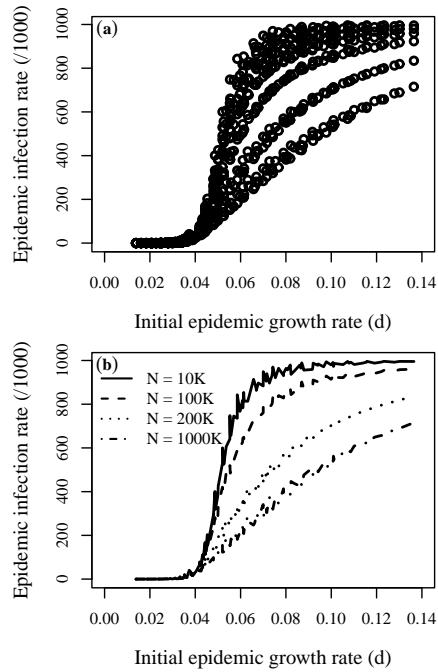 (a)
Epidemic infection rate (/1000)
1000
800
600
400
200
0
0.00 0.02 0.04 0.06 0.08 0.10 0.12 0.14
Initial epidemic growth rate (d)
(b)
N = 10K
N = 100K
N = 200K
N = 1000K
Epidemic infection rate (/1000)
1000
800
600
400
200
0
0.00 0.02 0.04 0.06 0.08 0.10 0.12 0.14
Initial epidemic growth rate (d)